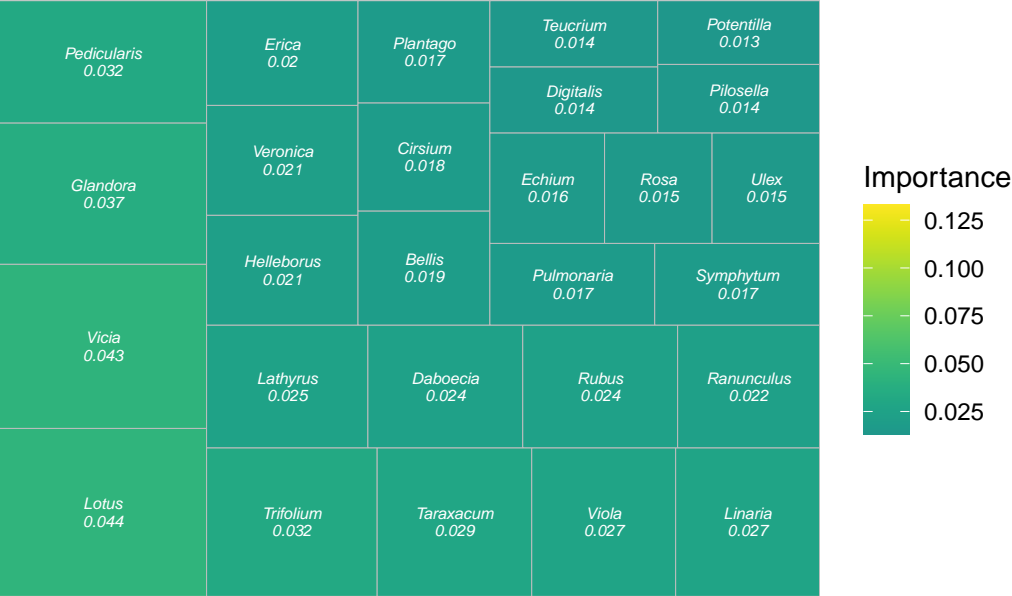 Pedicularis
0.032
Erica
0.02
Plantago
0.017
Teucrium
0.014
Potentilla
0.013
Digitalis
0.014
Pilosella
0.014
Glandora
0.037
Veronica
0.021
Cirsium
0.018
Echium
0.016
Rosa
0.015
Ulex
0.015
Helleborus
0.021
Bellis
0.019
Pulmonaria
0.017
Symphytum
0.017
Vicia
0.043
Lathyrus
0.025
Daboecia
0.024
Rubus
0.024
Ranunculus
0.022
Lotus
0.044
Trifolium
0.032
Taraxacum
0.029
Viola
0.027
Linaria
0.027
Importance
0.125
0.100
0.075
0.050
0.025